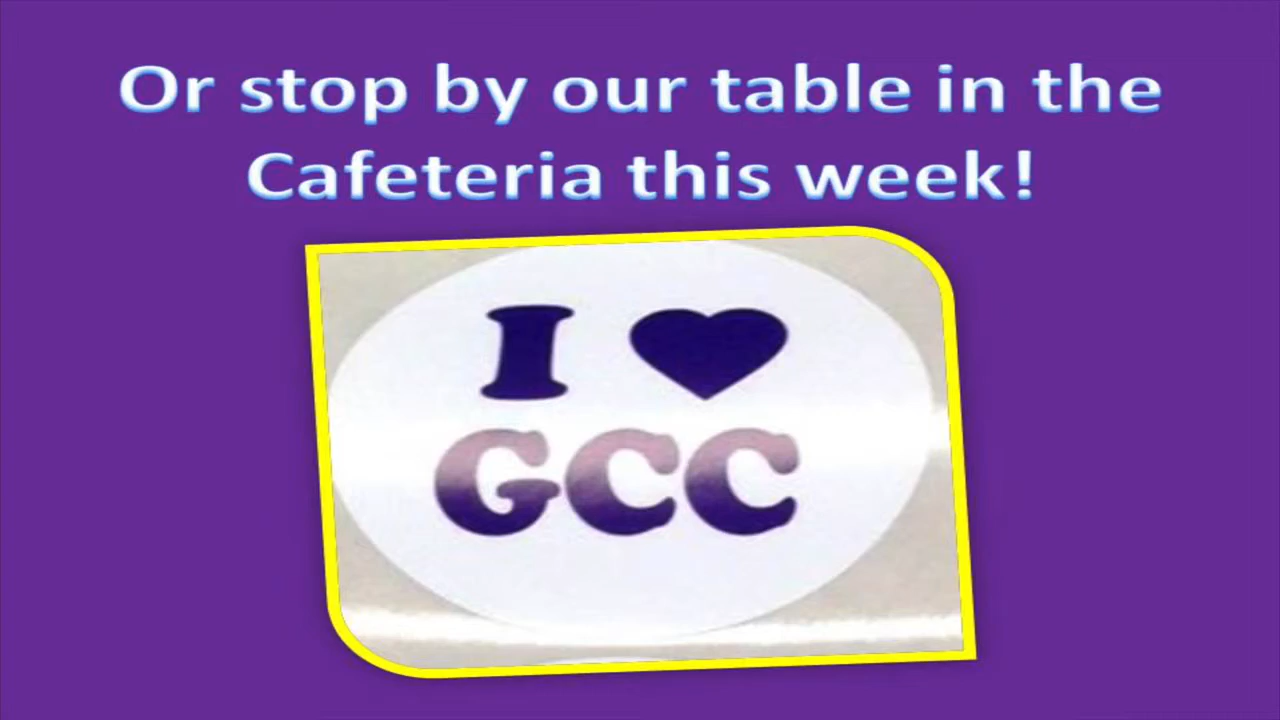 Or stop by our table in the
Cafeteria this week!
I ♥
GCC